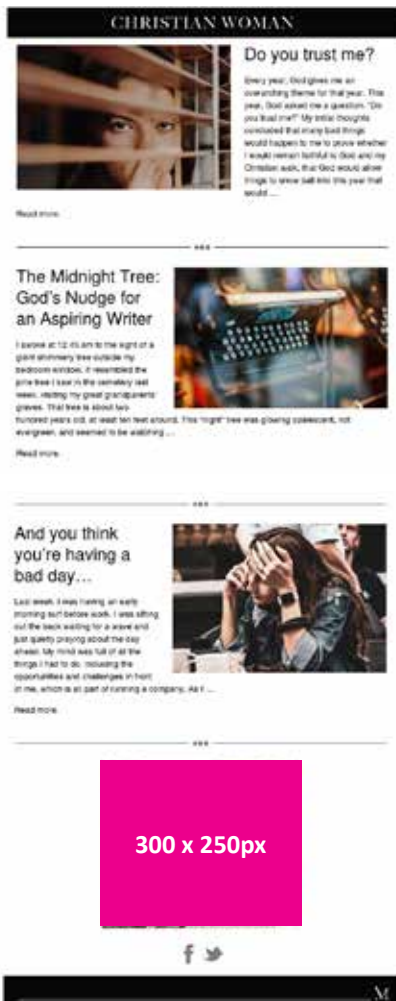 CHRISTIAN WOMAN
Do you trust me?
Every year, God gives me an
overarching theme for that year. This
year, God asked me a question. "Do
you trust me?" My initial thoughts
concluded that many bad things
would happen to me to prove whether
I would remain faithful to God and my
Christian walk, that God would allow
things to snow ball into this year that
would ...
Read more.
The Midnight Tree:
God's Nudge for
an Aspiring Writer
I awoke at 12.45 am to the sight of a
giant shimmery tree outside my
bedroom window. It resembled the
pine tree I saw in the cemetery last
week, visiting my great grandparents'
graves. That tree is about two
hundred years old, at least ten feet around. This "night" tree was glowing opalescent, not
evergreen, and seemed to be watching ...
Read more.
And you think
you're having a
bad day...
Last week, I was having an early
morning surf before work. I was sitting
out the back waiting for a wave and
just quietly praying about the day
ahead. My mind was full of all the
things I had to do, including the
opportunities and challenges in front
of me, which is all part of running a company. As I ...
Read more.
300 x 250px
M